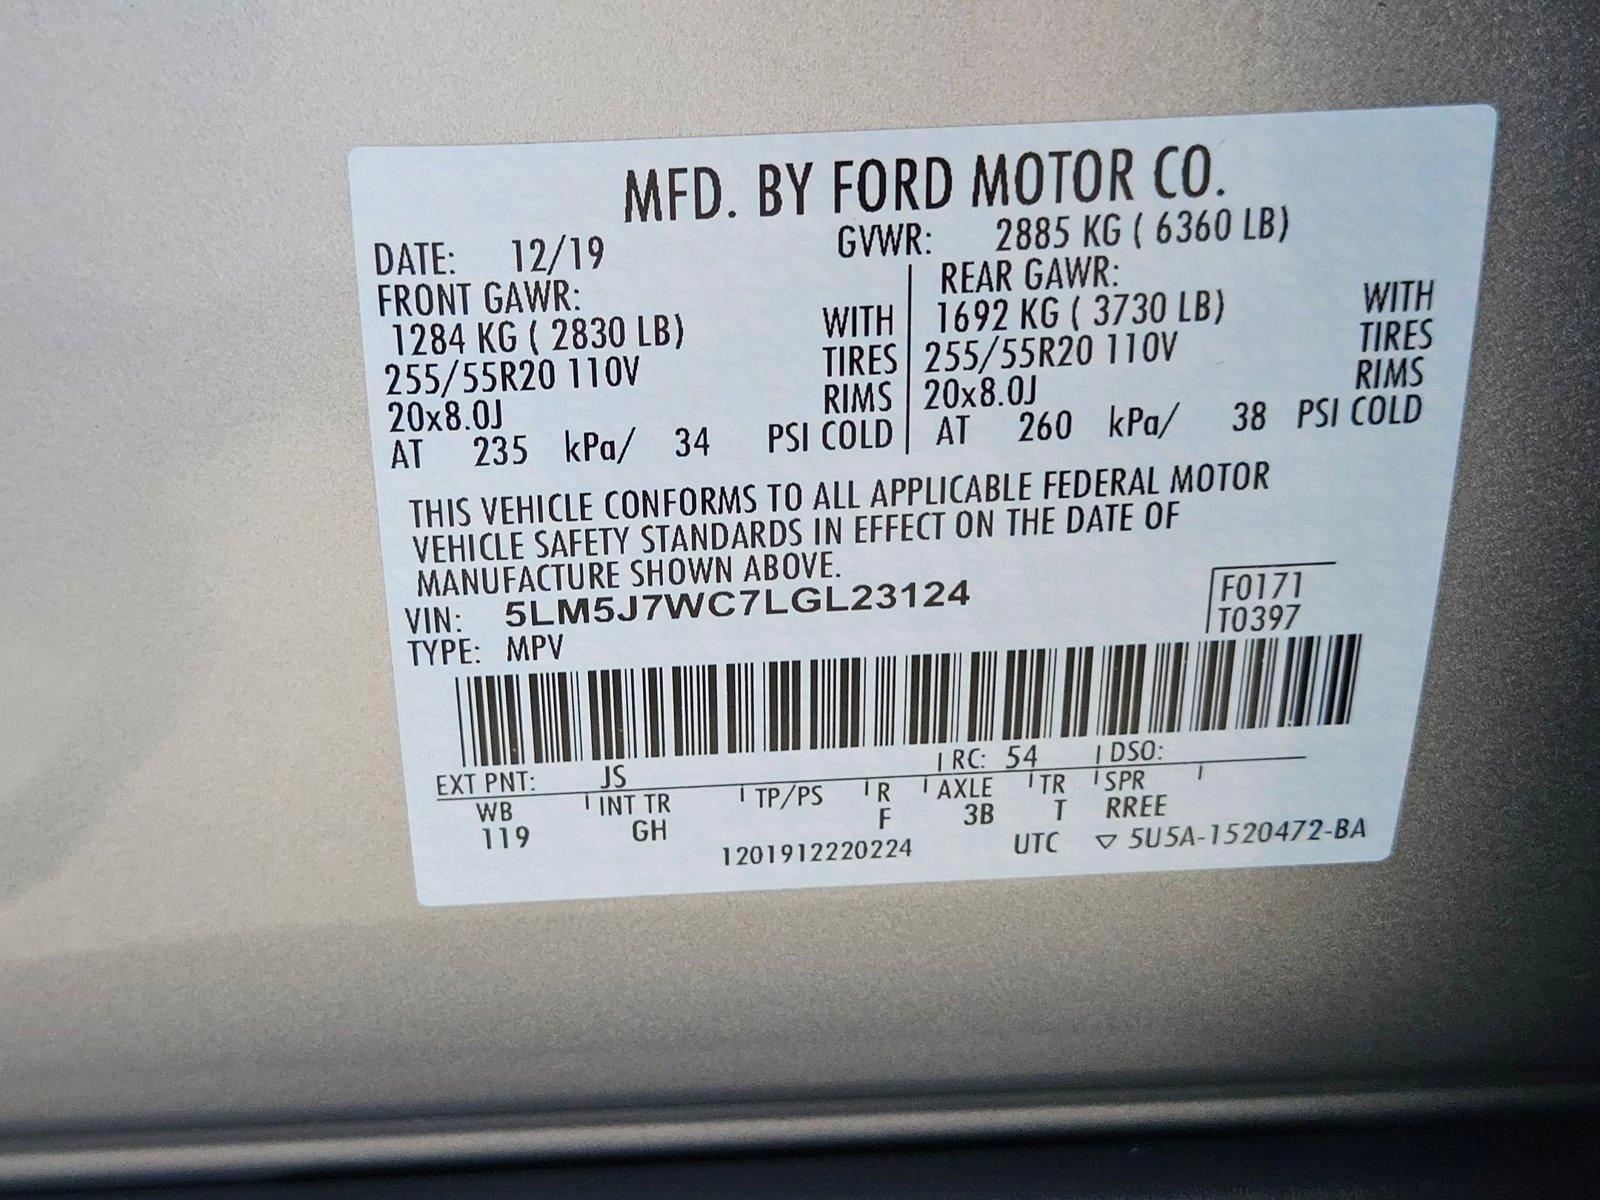 MFD. BY FORD MOTOR CO.
DATE: 12/19 GVWR: 2885 KG ( 6360 LB)
FRONT GAWR: REAR GAWR:
1284 KG ( 2830 LB) WITH 1692 KG ( 3730 LB) WITH
255/55R20 110V TIRES 255/55R20 110V TIRES
20x8.0J RIMS 20x8.0J RIMS
AT 235 kPa/ 34 PSI COLD AT 260 kPa/ 38 PSI COLD
THIS VEHICLE CONFORMS TO ALL APPLICABLE FEDERAL MOTOR
VEHICLE SAFETY STANDARDS IN EFFECT ON THE DATE OF
MANUFACTURE SHOWN ABOVE.
VIN: 5LM5J7WC7LGL23124 F0171
TYPE: MPV T0397
EXT PNT: JS RC: 54 DSO:
WB INT TR TP/PS R AXLE TR SPR
119 GH F 3B T RREE
1201912220224 UTC ▽ 5U5A-1520472-BA